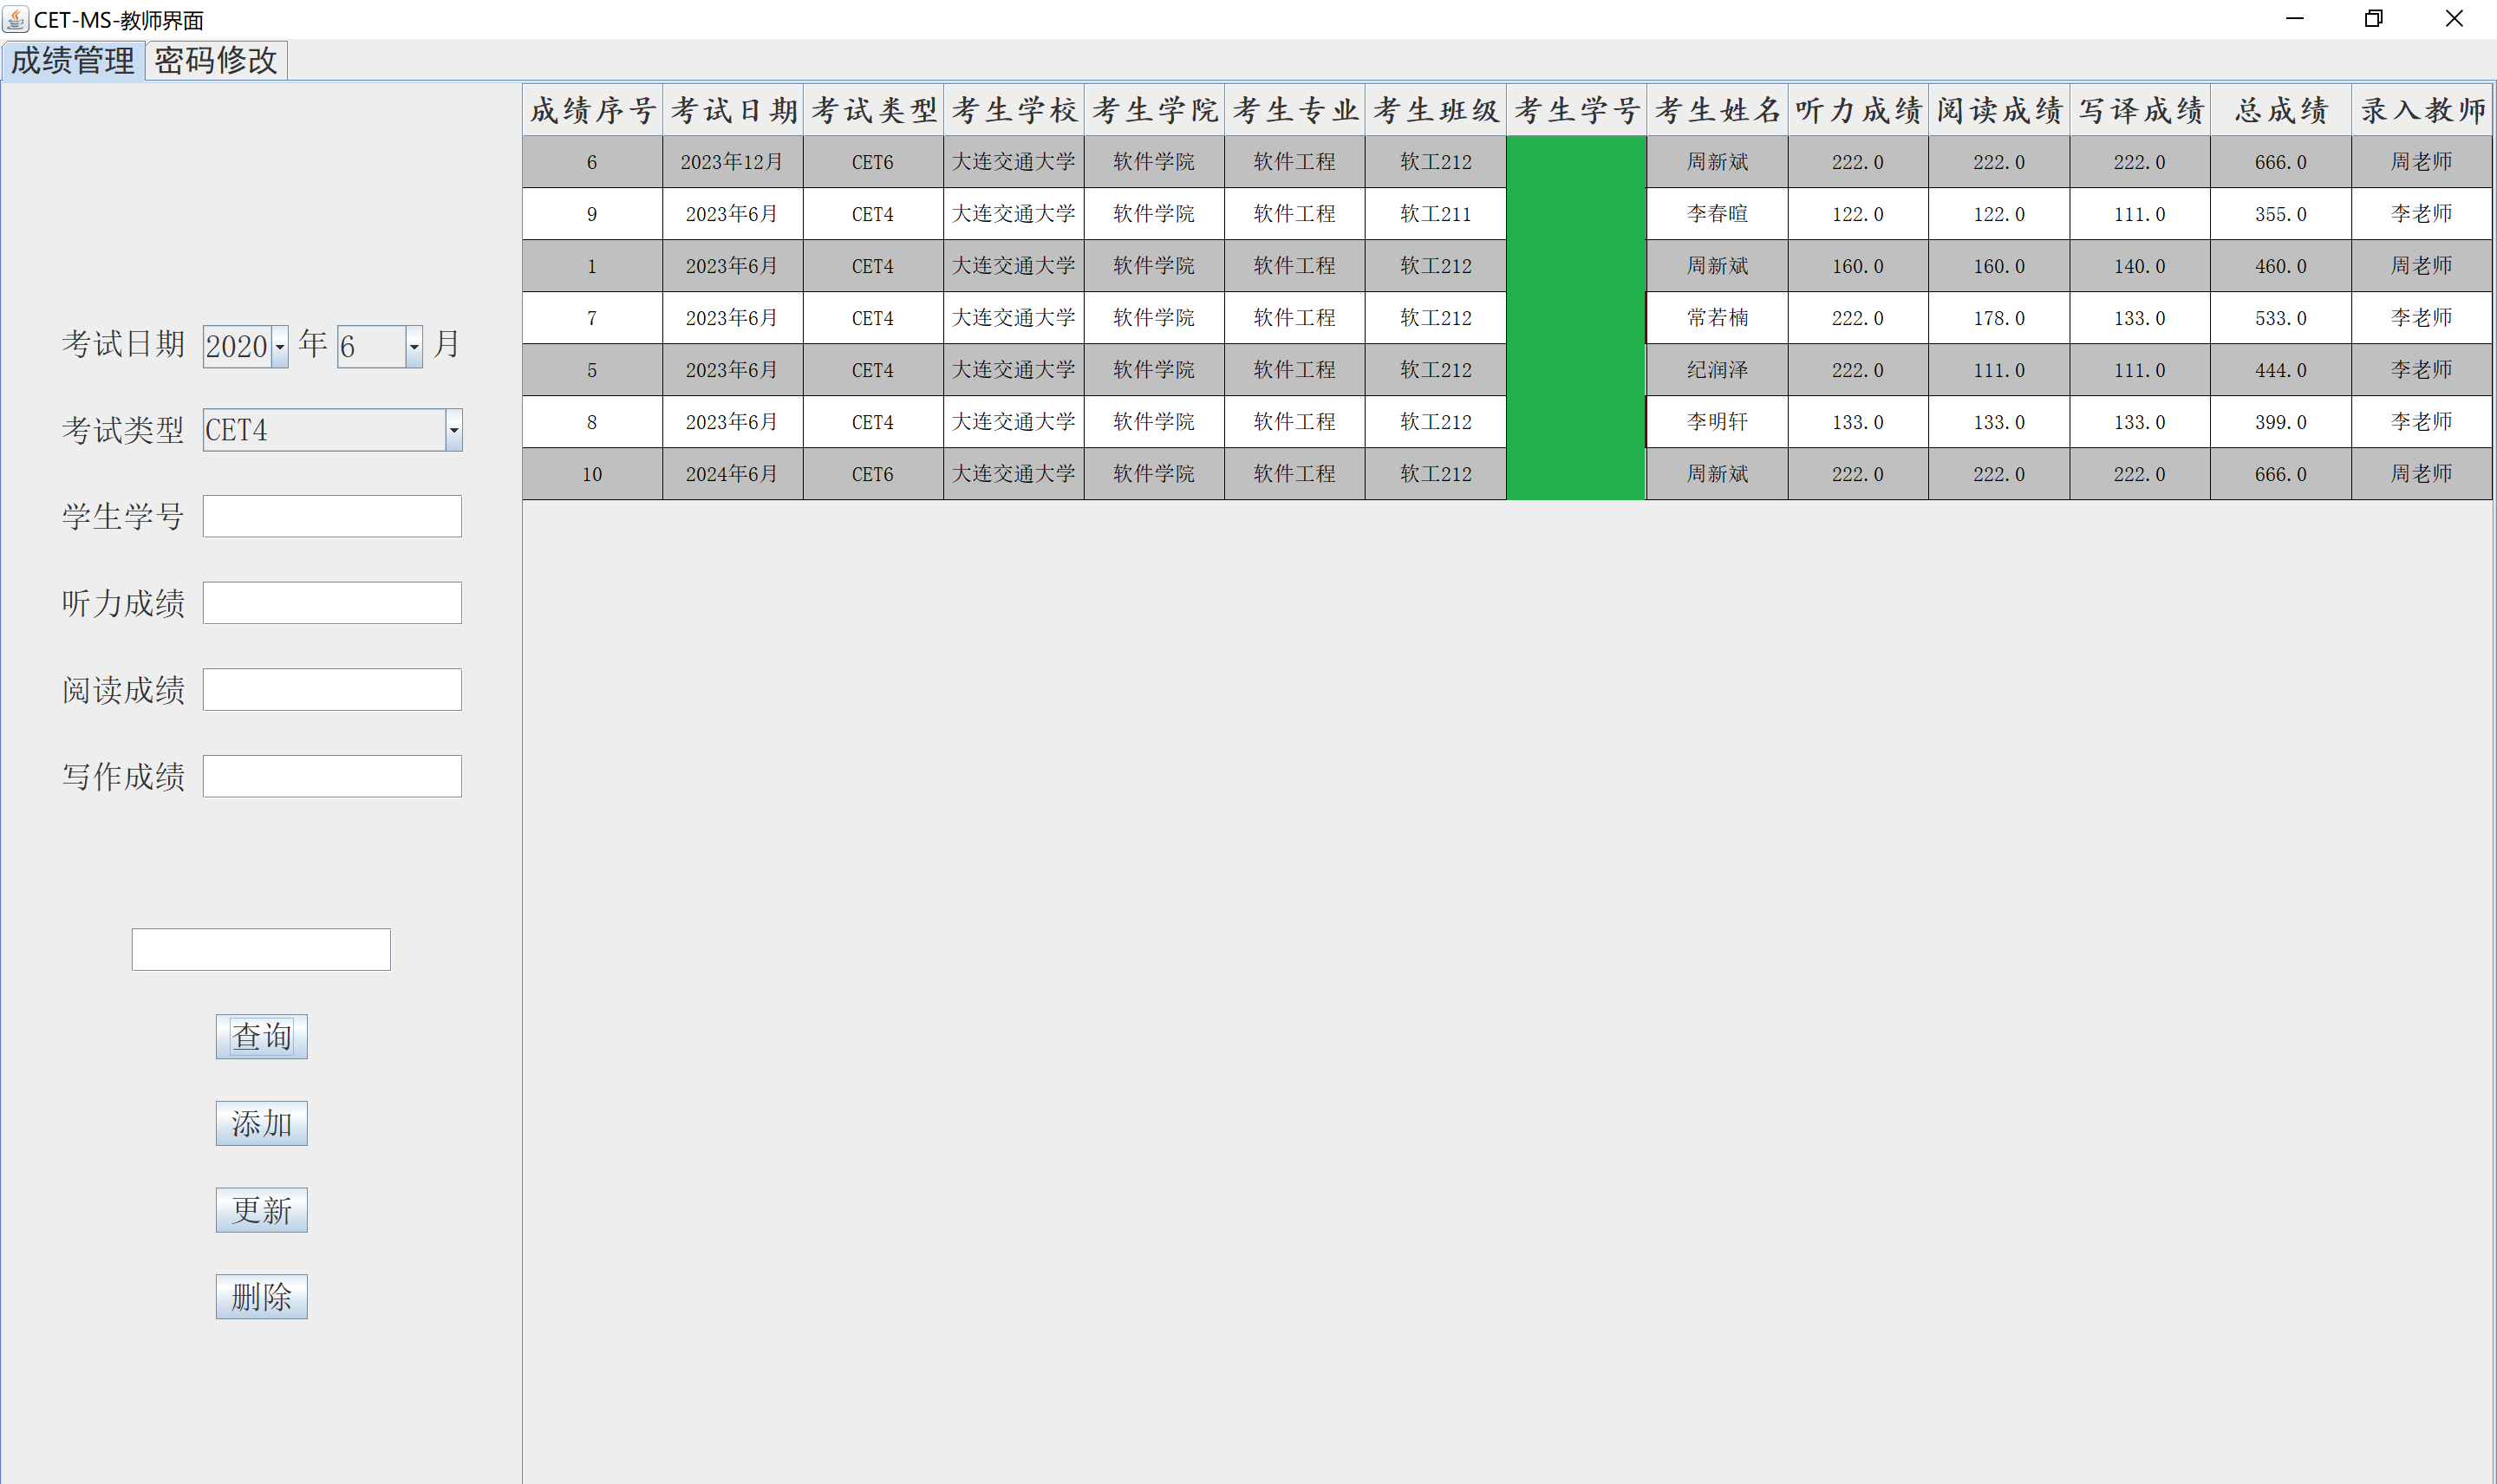 CET-MS-教师界面
成绩管理 密码修改
考试日期 2020 年 6 月
考试类型 CET4
学生学号
听力成绩
阅读成绩
写作成绩
查询
添加
更新
删除
成绩序号 考试日期 考试类型 考生学校 考生学院 考生专业 考生班级 考生学号 考生姓名 听力成绩 阅读成绩 写译成绩 总成绩 录入教师
6 2023年12月 CET6 大连交通大学 软件学院 软件工程 软工212 周新斌 222.0 222.0 222.0 666.0 周老师
9 2023年6月 CET4 大连交通大学 软件学院 软件工程 软工211 李春暄 122.0 122.0 111.0 355.0 李老师
1 2023年6月 CET4 大连交通大学 软件学院 软件工程 软工212 周新斌 160.0 160.0 140.0 460.0 周老师
7 2023年6月 CET4 大连交通大学 软件学院 软件工程 软工212 常若楠 222.0 178.0 133.0 533.0 李老师
5 2023年6月 CET4 大连交通大学 软件学院 软件工程 软工212 纪润泽 222.0 111.0 111.0 444.0 李老师
8 2023年6月 CET4 大连交通大学 软件学院 软件工程 软工212 李明轩 133.0 133.0 133.0 399.0 李老师
10 2024年6月 CET6 大连交通大学 软件学院 软件工程 软工212 周新斌 222.0 222.0 222.0 666.0 周老师